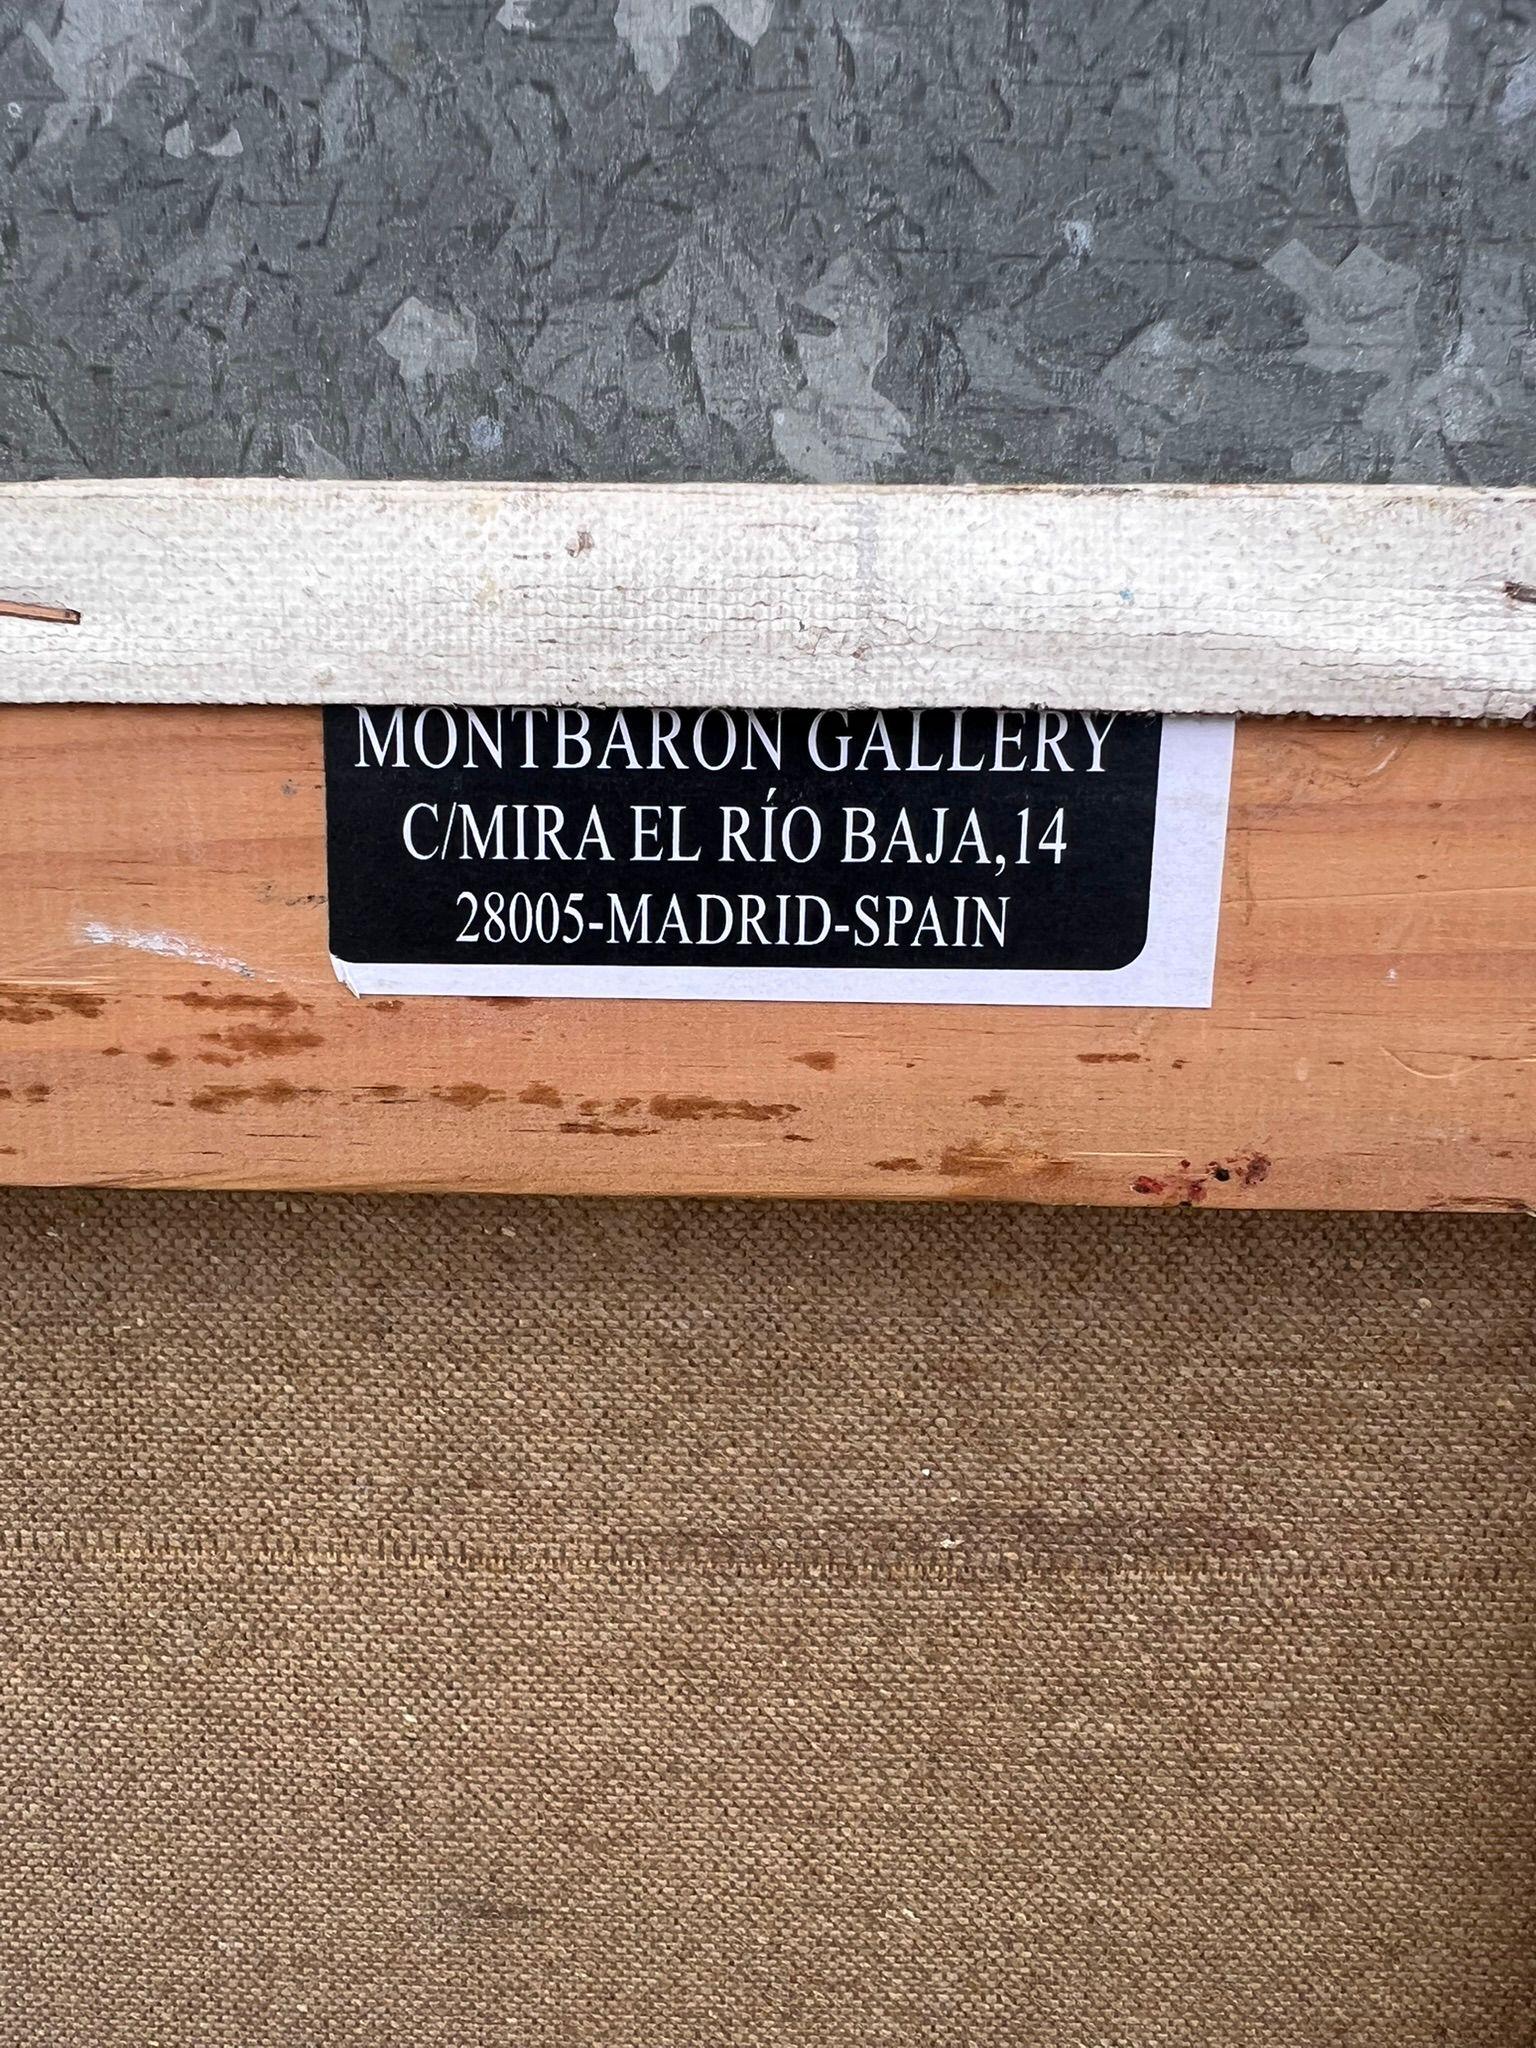 MONTBARON GALLERY
C/MIRA EL RÍO BAJA,14
28005-MADRID-SPAIN